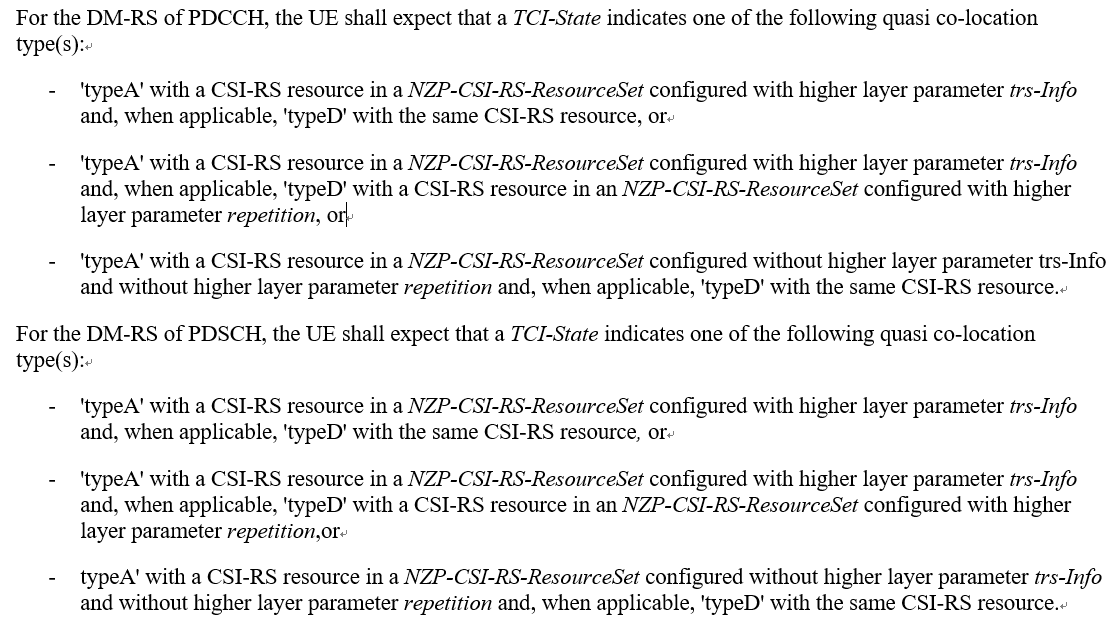 For the DM-RS of PDCCH, the UE shall expect that a TCI-State indicates one of the following quasi co-location
type(s):
- 'typeA' with a CSI-RS resource in a NZP-CSI-RS-ResourceSet configured with higher layer parameter trs-Info
and, when applicable, 'typeD' with the same CSI-RS resource, or
- 'typeA' with a CSI-RS resource in a NZP-CSI-RS-ResourceSet configured with higher layer parameter trs-Info
and, when applicable, 'typeD' with a CSI-RS resource in an NZP-CSI-RS-ResourceSet configured with higher
layer parameter repetition, or
- 'typeA' with a CSI-RS resource in a NZP-CSI-RS-ResourceSet configured without higher layer parameter trs-Info
and without higher layer parameter repetition and, when applicable, 'typeD' with the same CSI-RS resource.
For the DM-RS of PDSCH, the UE shall expect that a TCI-State indicates one of the following quasi co-location
type(s):
- 'typeA' with a CSI-RS resource in a NZP-CSI-RS-ResourceSet configured with higher layer parameter trs-Info
and, when applicable, 'typeD' with the same CSI-RS resource, or
- 'typeA' with a CSI-RS resource in a NZP-CSI-RS-ResourceSet configured with higher layer parameter trs-Info
and, when applicable, 'typeD' with a CSI-RS resource in an NZP-CSI-RS-ResourceSet configured with higher
layer parameter repetition,or
- typeA' with a CSI-RS resource in a NZP-CSI-RS-ResourceSet configured without higher layer parameter trs-Info
and without higher layer parameter repetition and, when applicable, 'typeD' with the same CSI-RS resource.